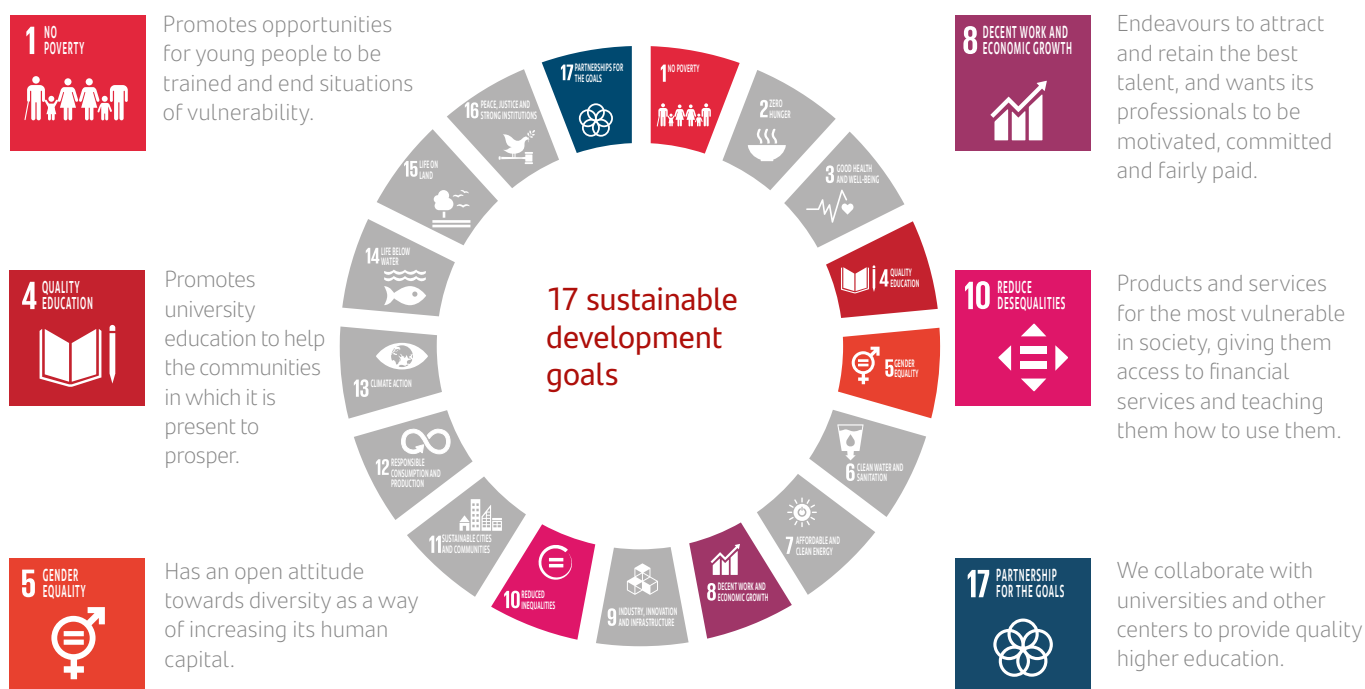 1 NO
POVERTY
Promotes opportunities
for young people to be
trained and end situations
of vulnerability.
4 QUALITY
EDUCATION
Promotes
university
education to help
the communities
in which it is
present to
prosper.
5 GENDER
EQUALITY
Has an open attitude
towards diversity as a way
of increasing its human
capital.
17 sustainable
development
goals
1 NO POVERTY
2 ZERO
HUNGER
3 GOOD HEALTH
AND WELL-BEING
4 QUALITY
EDUCATION
5 GENDER
EQUALITY
6 CLEAN WATER AND
SANITATION
7 AFFORDABLE AND
CLEAN ENERGY
8 DECENT WORK AND
ECONOMIC GROWTH
9 INDUSTRY, INNOVATION
AND INFRASTRUCTURE
10 REDUCED
INEQUALITIES
11 SUSTAINABLE CITIES
AND COMMUNITIES
12 RESPONSIBLE
CONSUMPTION AND
PRODUCTION
13 CLIMATE ACTION
14 LIFE BELOW
WATER
15 LIFE ON
LAND
16 PEACE, JUSTICE AND
STRONG INSTITUTIONS
17 PARTNERSHIPS FOR
THE GOALS
8 DECENT WORK AND
ECONOMIC GROWTH
Endeavours to attract
and retain the best
talent, and wants its
professionals to be
motivated, committed
and fairly paid.
10 REDUCE
DESEQUALITIES
Products and services
for the most vulnerable
in society, giving them
access to financial
services and teaching
them how to use them.
17 PARTNERSHIP
FOR THE GOALS
We collaborate with
universities and other
centers to provide quality
higher education.